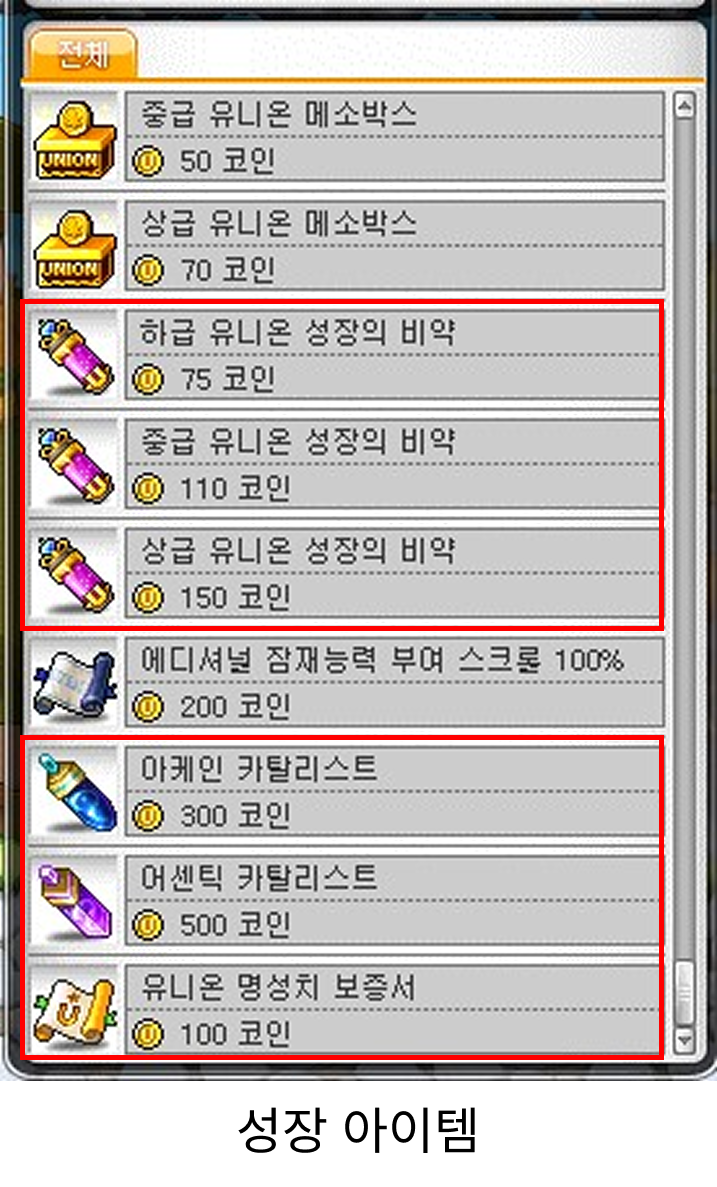 전체
중급 유니온 메소박스
UNION
50 코인
상급 유니온 메소박스
UNION
70 코인
하급 유니온 성장의 비약
75 코인
중급 유니온 성장의 비약
110 코인
상급 유니온 성장의 비약
150 코인
에디셔널 잠재능력 부여 스크롤 100%
200 코인
아케인 카탈리스트
300 코인
어센틱 카탈리스트
500 코인
유니온 명성치 보증서
100 코인
성장 아이템